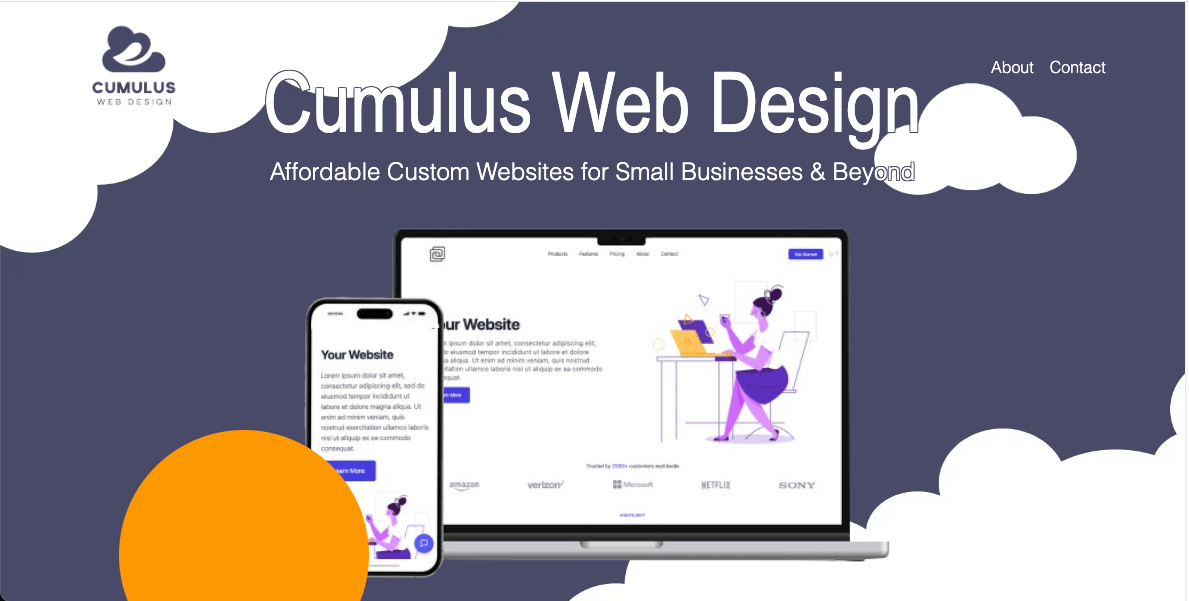 CUMULUS
WEB DESIGN
About Contact
Cumulus Web Design
Affordable Custom Websites for Small Businesses & Beyond
Products Features Pricing About Contact
Get Started
ur Website
m ipsum dolor sit amet, consectetur adipiscing elit,
do eiusmod tempor incididunt ut labore et dolore
a aliqua. Ut enim ad minim veniam, quis nostrud
itation ullamco laboris nisi ut aliquip ex ea commodo
equat.
n More
Trusted by 2000+ customers worldwide
amazon verizon Microsoft NETFLIX SONY
Your Website
Lorem ipsum dolor sit amet,
consectetur adipiscing elit, sed do
eiusmod tempor incididunt ut
labore et dolore magna aliqua. Ut
enim ad minim veniam, quis
nostrud exercitation ullamco laboris
nisi ut aliquip ex ea commodo
consequat.
earn More